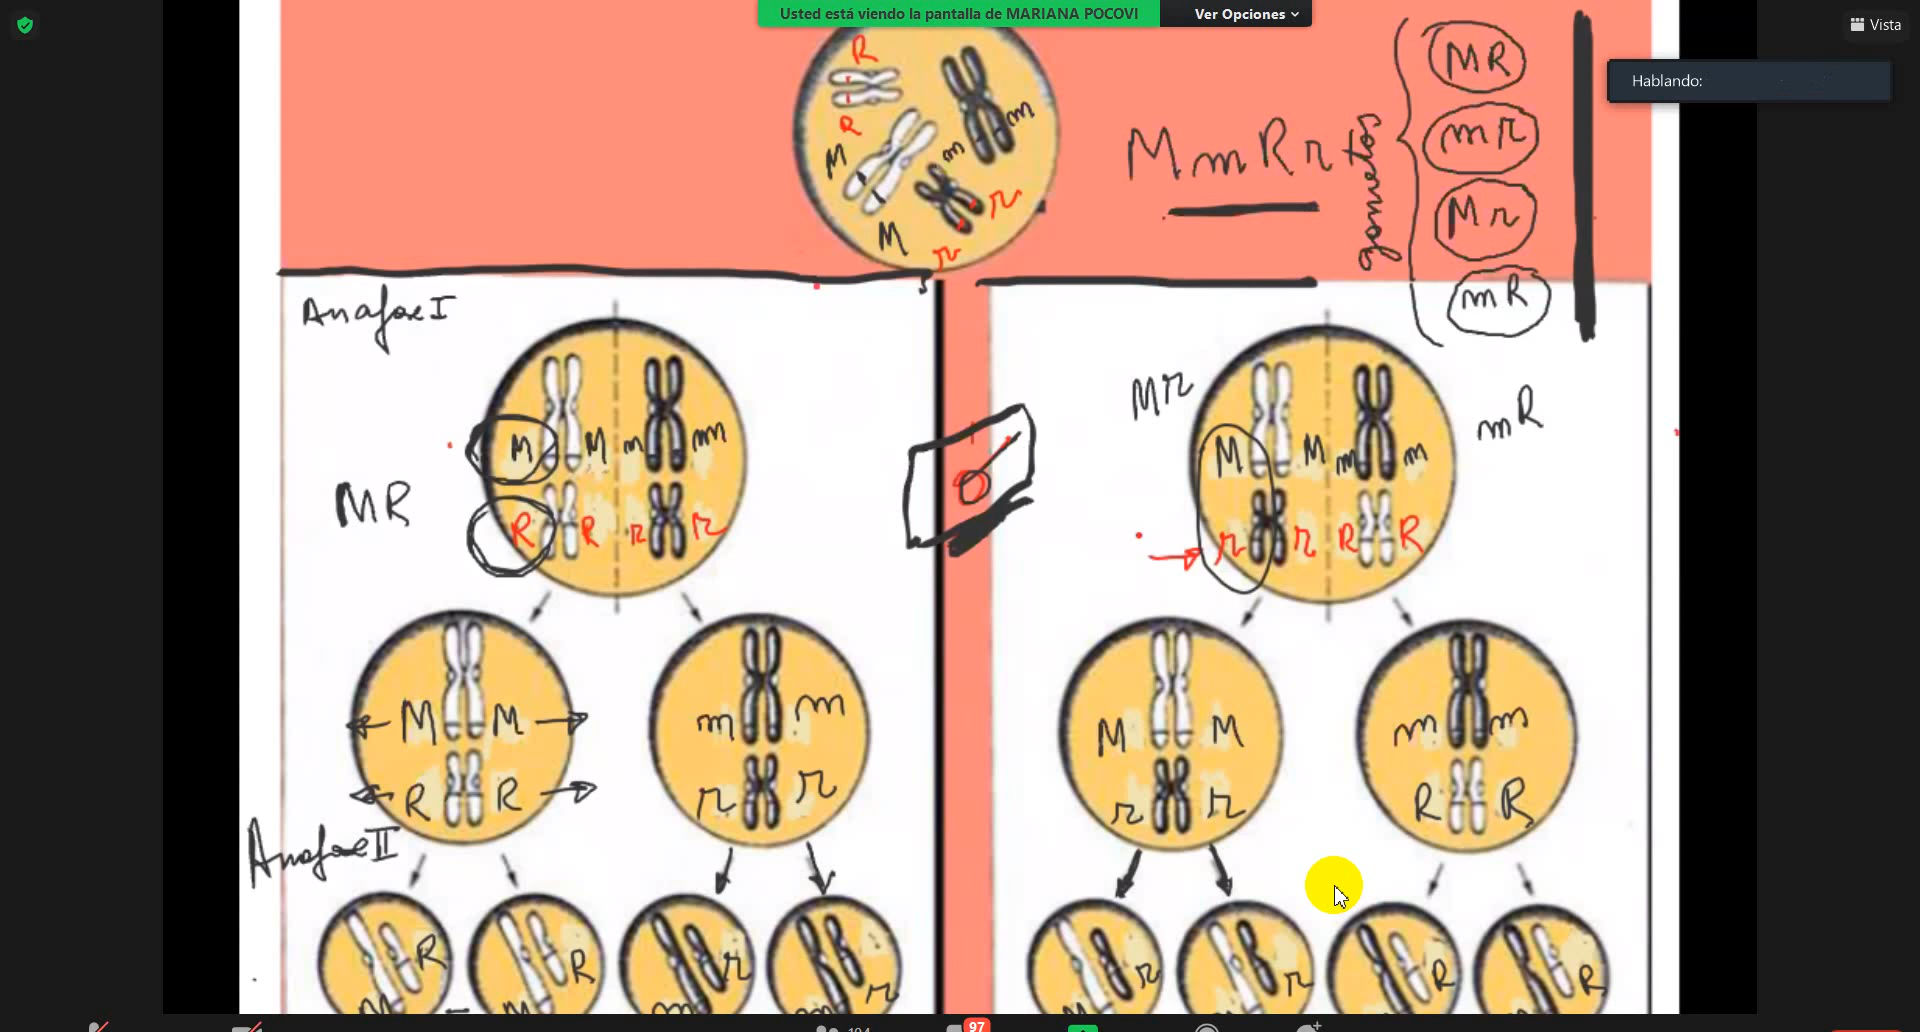 Usted está viendo la pantalla de MARIANA POCOVI
Ver Opciones
Vista
Hablando:
R
R
M
M
m
m
r
r
MmRr
gametos
MR
mr
Mr
mR
Anafase I
MR
M M m m
R R r r
Mr
mR
M M m m
r r R R
M M
R R
m m
r r
M M
r r
m m
R R
Anafase II
R
M
R
M
r
m
r
m
r
M
r
R
R
97